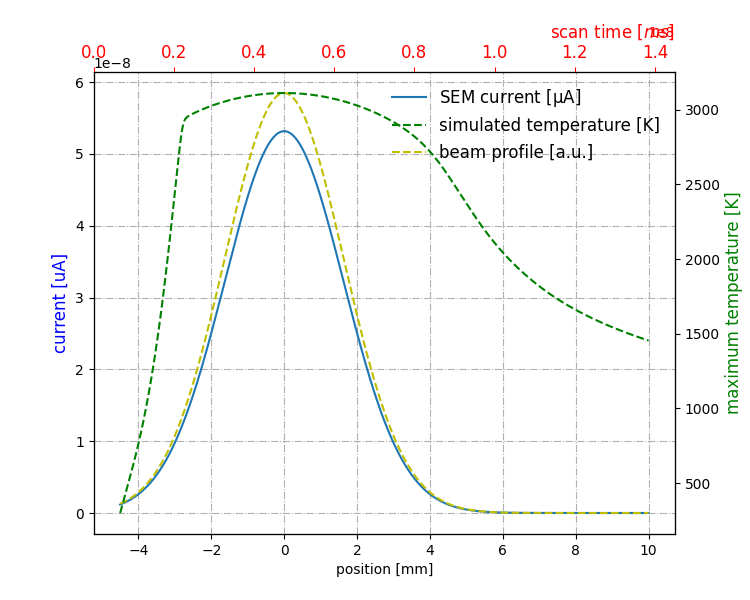 scan time [ms]
1e8
0.0 0.2 0.4 0.6 0.8 1.0 1.2 1.4
1e−8
6
5
4
3
2
1
0
current [uA]
SEM current [µA]
simulated temperature [K]
beam profile [a.u.]
3000
2500
2000
1500
1000
500
maximum temperature [K]
−4 −2 0 2 4 6 8 10
position [mm]